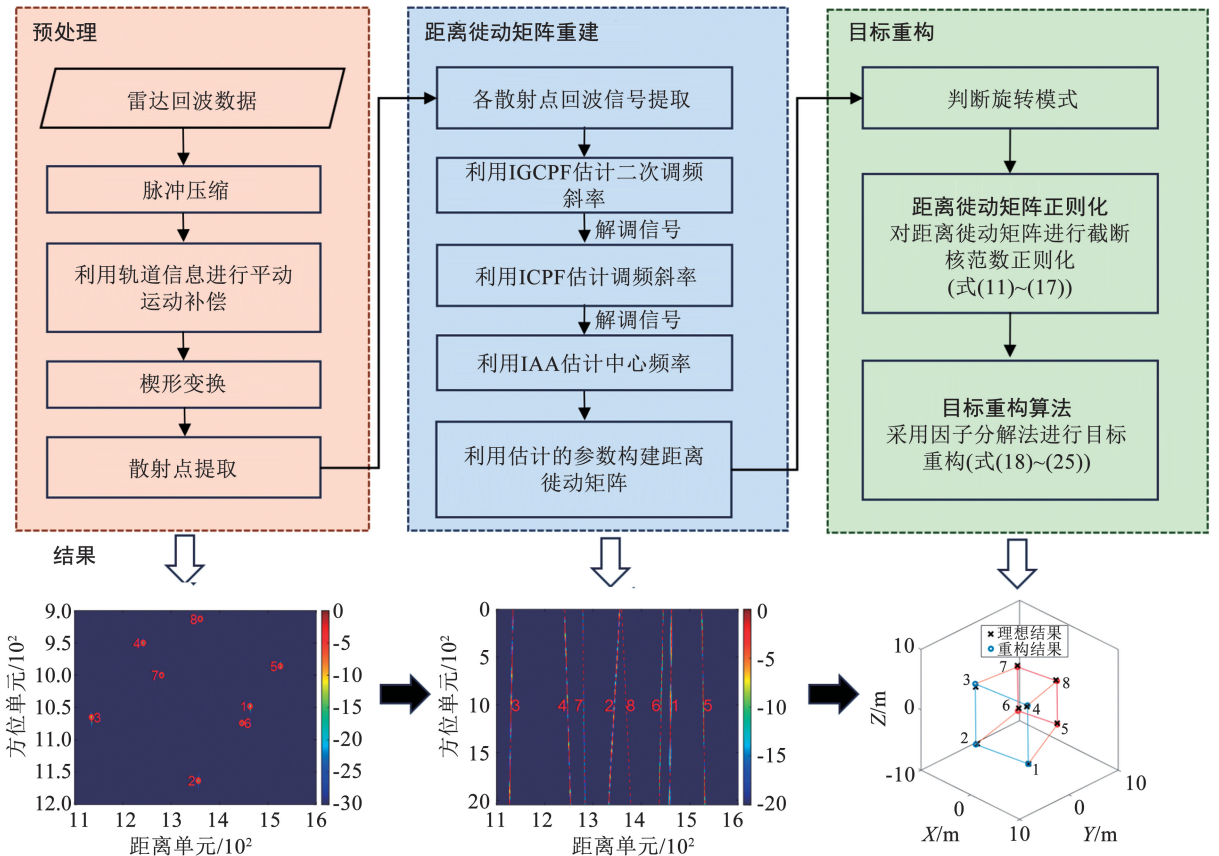 预处理
雷达回波数据
脉冲压缩
利用轨道信息进行平动
运动补偿
楔形变换
散射点提取
距离徙动矩阵重建
各散射点回波信号提取
利用IGCPF估计二次调频
斜率
解调信号
利用ICPF估计调频斜率
解调信号
利用IAA估计中心频率
利用估计的参数构建距离
徙动矩阵
目标重构
判断旋转模式
距离徙动矩阵正则化
对距离徙动矩阵进行截断
核范数正则化
(式(11)~(17))
目标重构算法
采用因子分解法进行目标
重构(式(18)~(25))
结果
方位单元/10²
9.0
9.5
10.0
10.5
11.0
11.5
12.0
11 12 13 14 15 16
距离单元/10²
8
4
5
7
1
3
6
2
0
-5
-10
-15
-20
-25
-30
方位单元/10²
0
5
10
15
20
11 12 13 14 15 16
距离单元/10²
3 4 7 2 8 6 1 5
0
-5
-10
-15
-20
理想结果
重构结果
Z/m
10
0
-10
7
3
8
6
4
5
2
1
0
X/m
10
0
Y/m
10